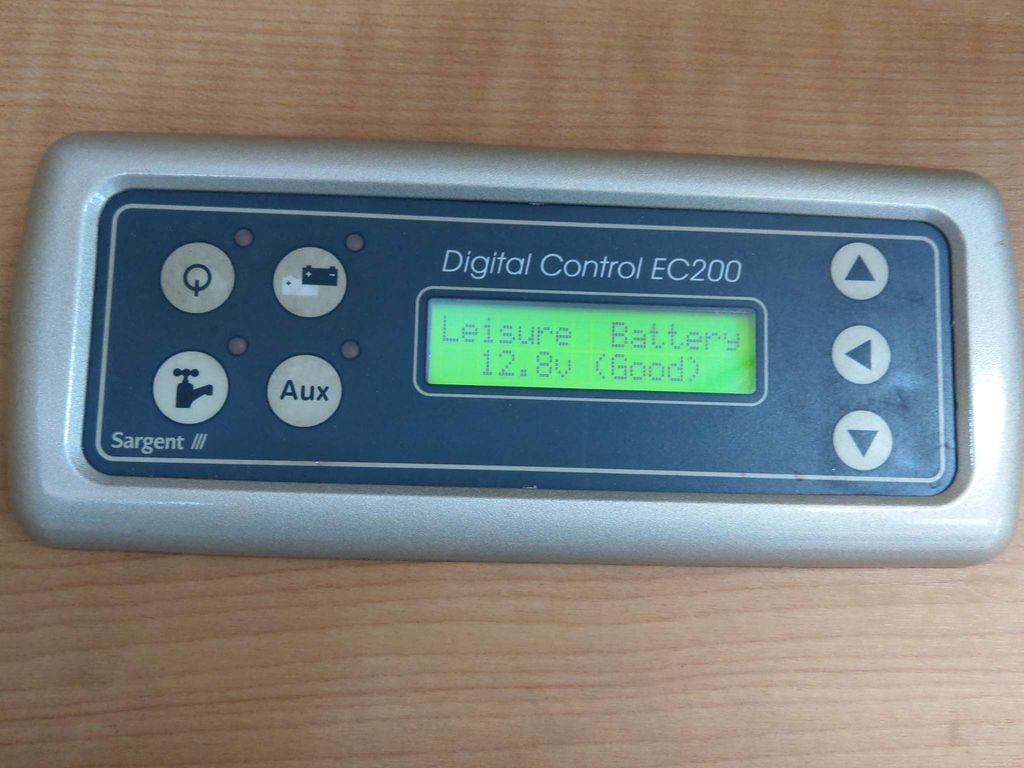 Digital Control EC200
Leisure Battery
12.8v (Good)
Aux
Sargent